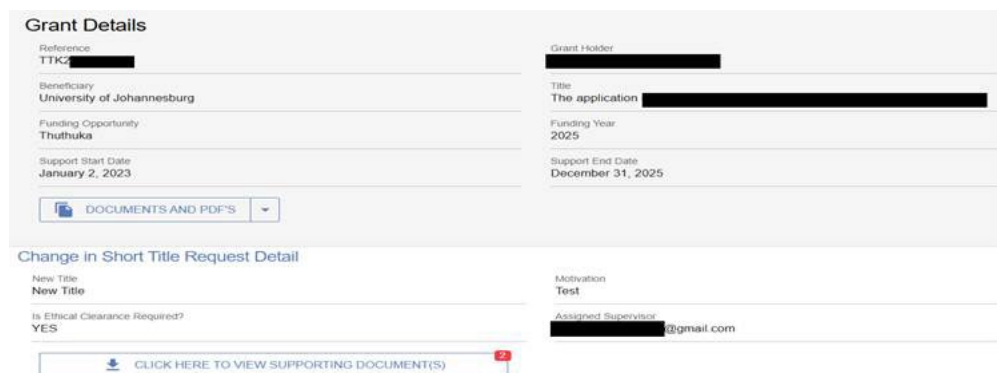 Grant Details
Reference
Grant Holder
TTK2
Beneficiary
Title
University of Johannesburg
The application
Funding Opportunity
Funding Year
Thuthuka
2025
Support Start Date
Support End Date
January 2, 2023
December 31, 2025
DOCUMENTS AND PDF'S
Change in Short Title Request Detail
New Title
Motivation
New Title
Test
Is Ethical Clearance Required?
Assigned Supervisor
YES
@gmail.com
2
CLICK HERE TO VIEW SUPPORTING DOCUMENT(S)